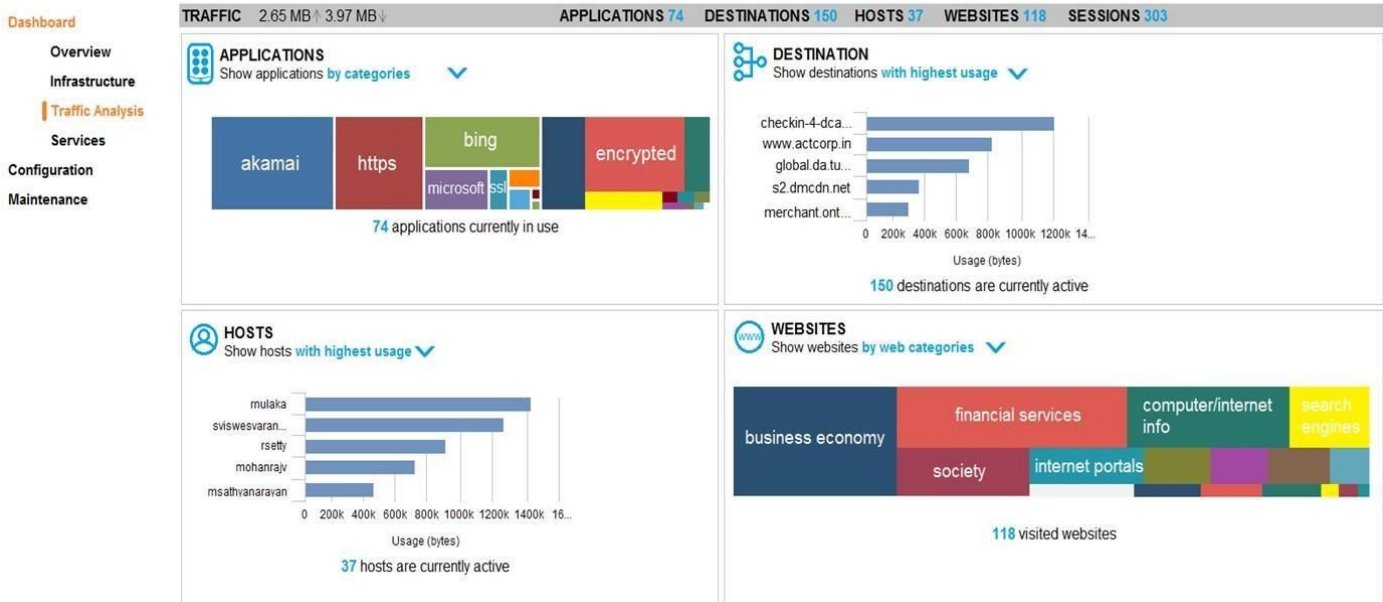 Dashboard
Overview
Infrastructure
Traffic Analysis
Services
Configuration
Maintenance
TRAFFIC 2.65 MB↑ 3.97 MB↓ APPLICATIONS 74 DESTINATIONS 150 HOSTS 37 WEBSITES 118 SESSIONS 303
APPLICATIONS
Show applications by categories
akamai
https
bing
microsoft
ssl
encrypted
74 applications currently in use
DESTINATION
Show destinations with highest usage
checkin-4-dca...
www.actcorp.in
global.da.tu...
s2.dmcdn.net
merchant.ont...
0 200k 400k 600k 800k 1000k 1200k 14...
Usage (bytes)
150 destinations are currently active
HOSTS
Show hosts with highest usage
mulaka
sviswesvaran...
rsetty
mohanrajv
msathyanarayan
0 200k 400k 600k 800k 1000k 1200k 1400k 16...
Usage (bytes)
37 hosts are currently active
www
WEBSITES
Show websites by web categories
business economy
financial services
computer/internet
info
search
engines
society
internet portals
118 visited websites